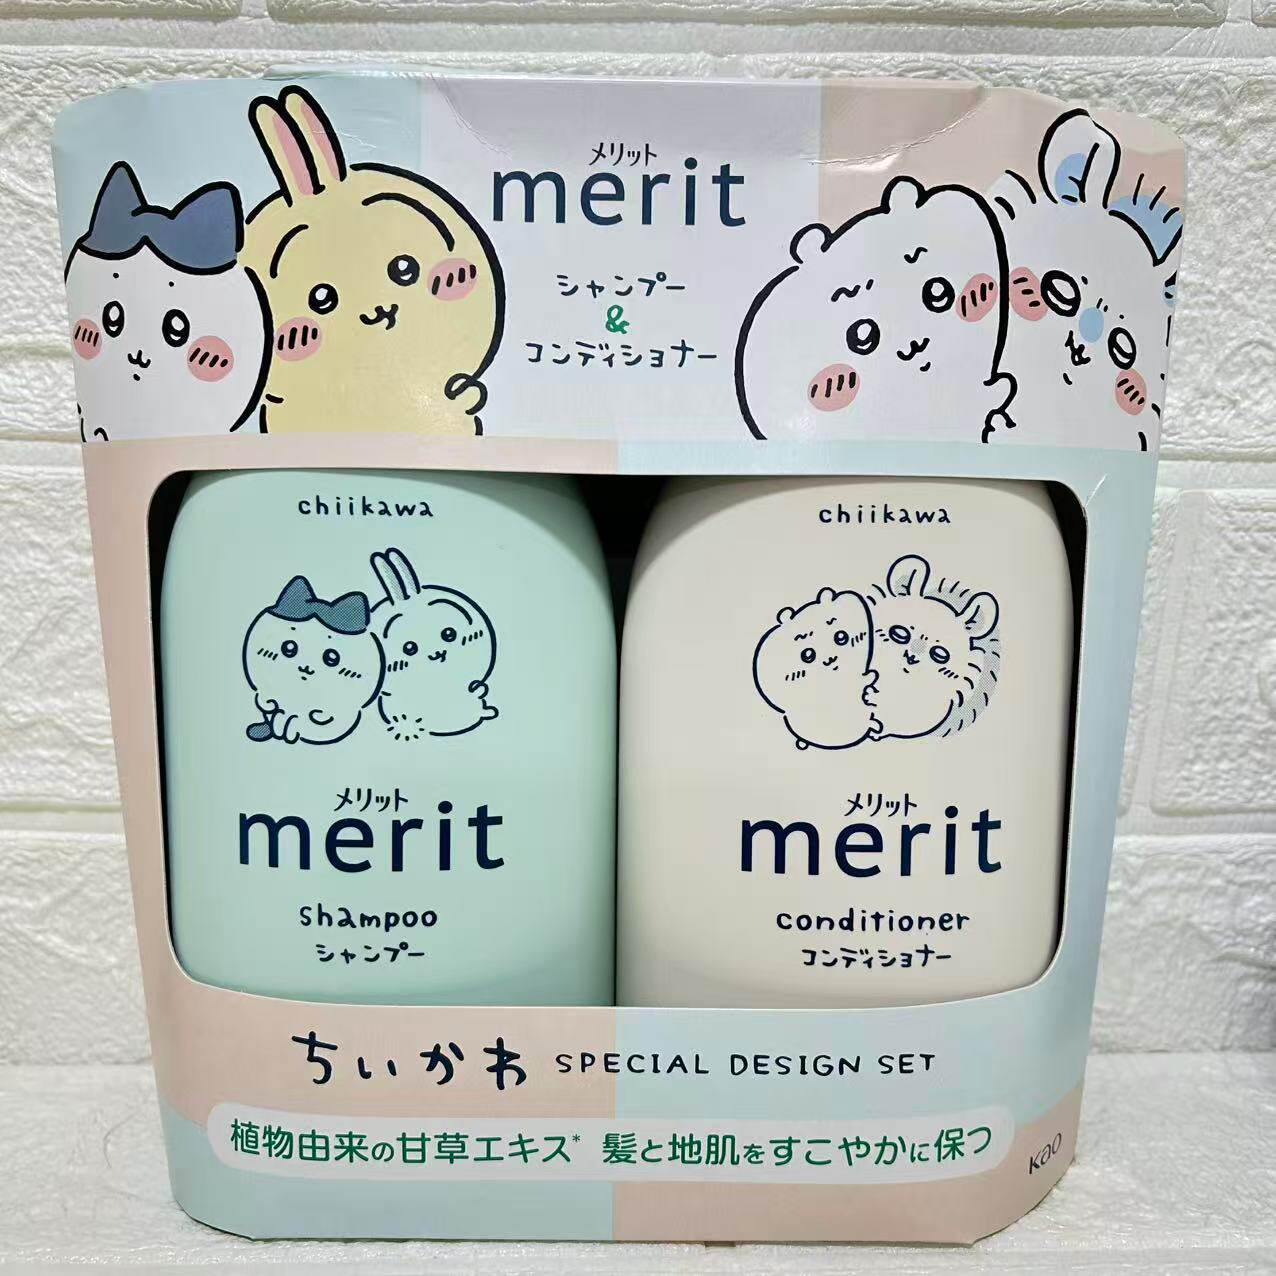 メリット
merit
シャンプー
&
コンディショナー
chiikawa
メリット
merit
shampoo
シャンプー
chiikawa
メリット
merit
conditioner
コンディショナー
ちいかわ SPECIAL DESIGN SET
植物由来の甘草エキス* 髪と地肌をすこやかに保つ
Kao